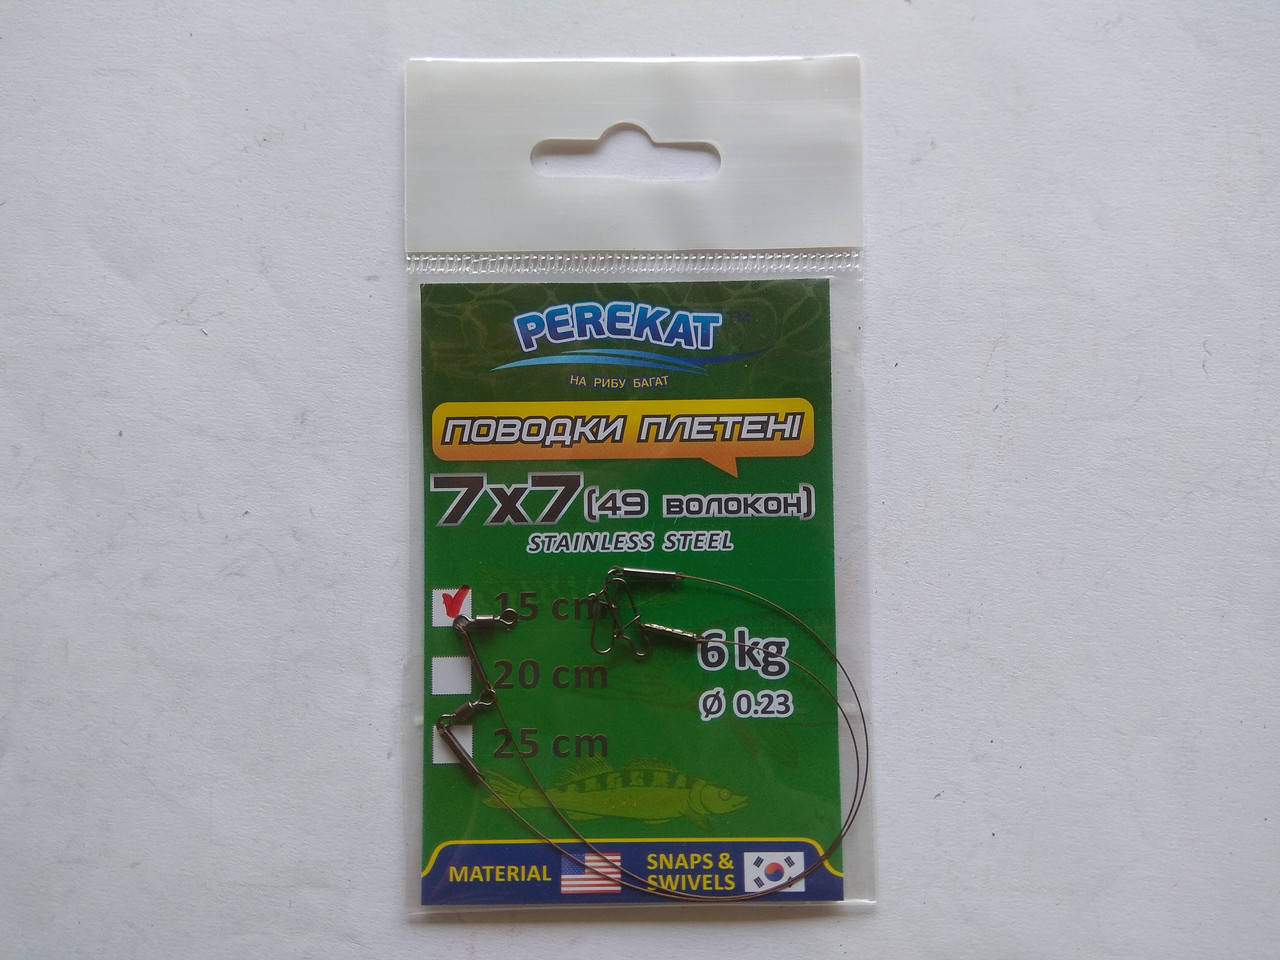 PEREKAT TM
НА РИБУ БАГАТ
ПОВОДКИ ПЛЕТЕНІ
7x7 (49 ВОЛОКОН)
STAINLESS STEEL
15 cm
20 cm
25 cm
6 kg
Ø 0.23
MATERIAL
SNAPS &
SWIVELS